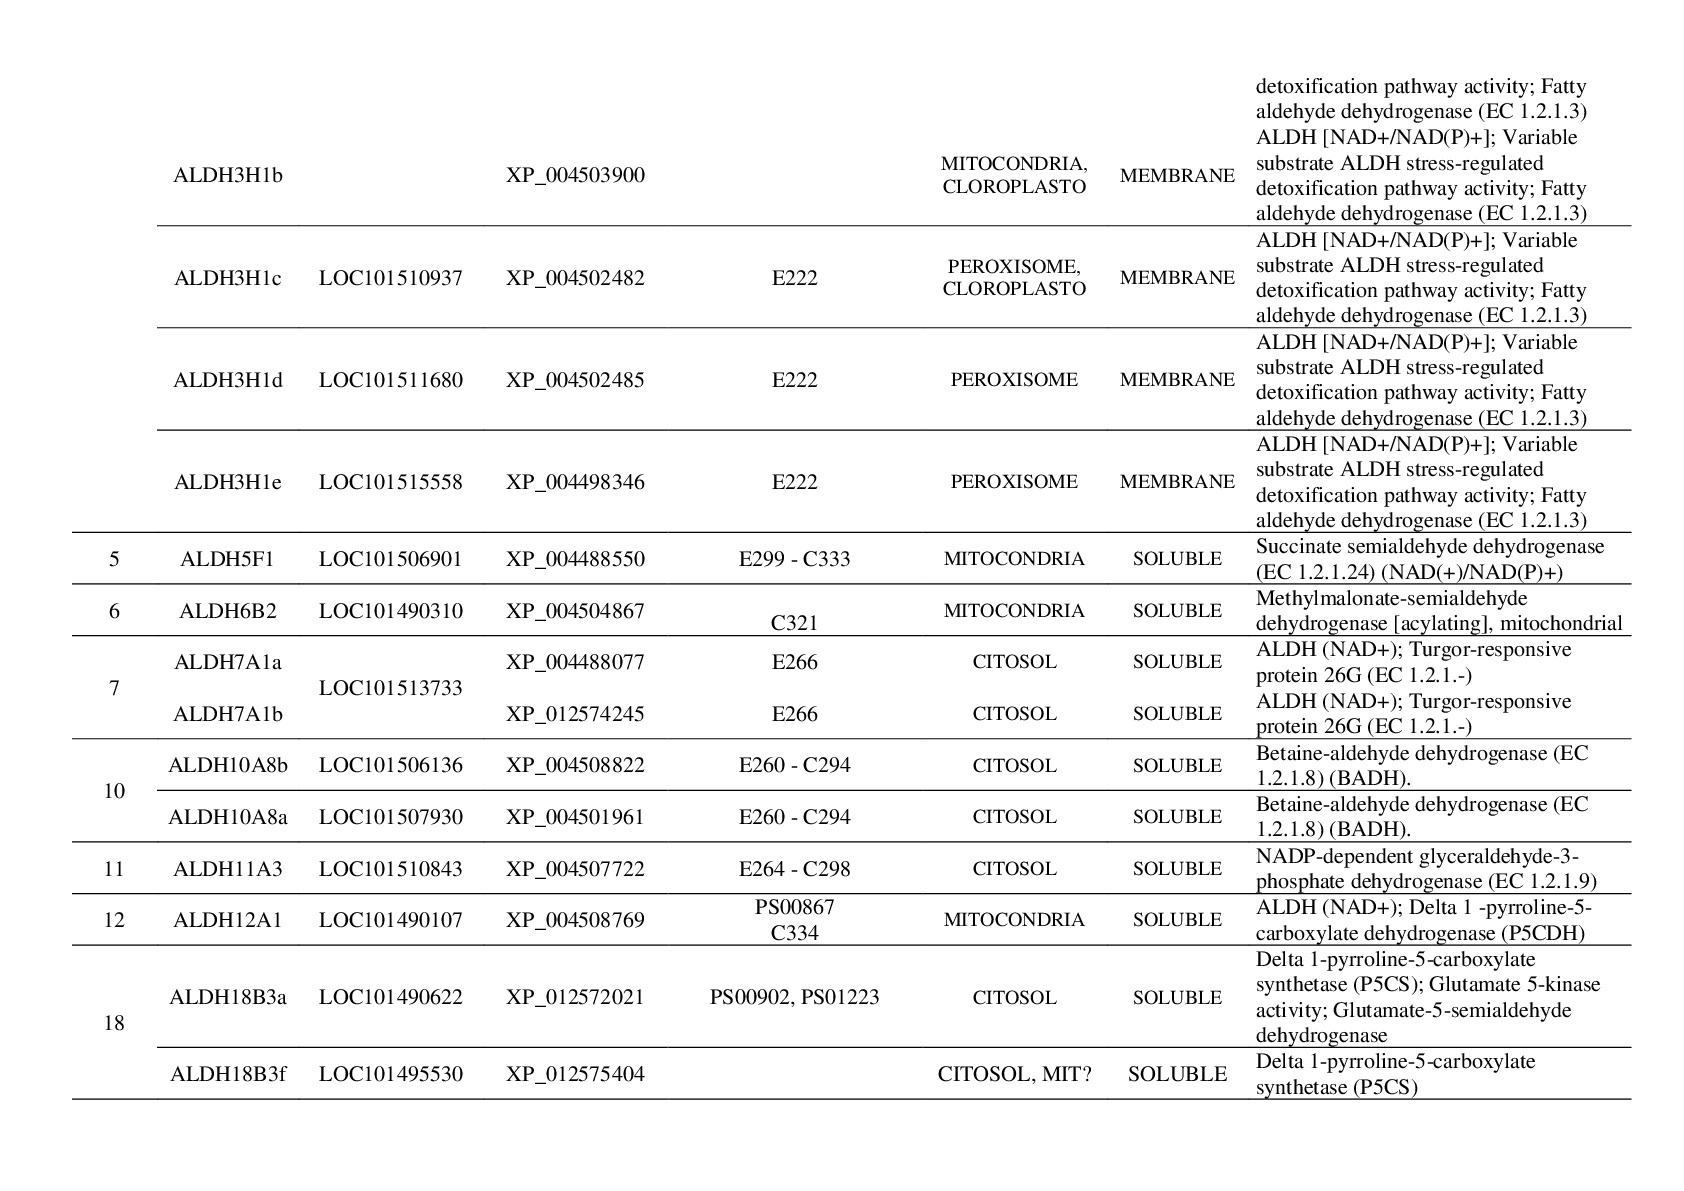 detoxification pathway activity; Fatty
aldehyde dehydrogenase (EC 1.2.1.3)
ALDH3H1b XP_004503900 MITOCONDRIA, CLOROPLASTO MEMBRANE ALDH [NAD+/NAD(P)+]; Variable
substrate ALDH stress-regulated
detoxification pathway activity; Fatty
aldehyde dehydrogenase (EC 1.2.1.3)
ALDH3H1c LOC101510937 XP_004502482 E222 PEROXISOME, CLOROPLASTO MEMBRANE ALDH [NAD+/NAD(P)+]; Variable
substrate ALDH stress-regulated
detoxification pathway activity; Fatty
aldehyde dehydrogenase (EC 1.2.1.3)
ALDH3H1d LOC101511680 XP_004502485 E222 PEROXISOME MEMBRANE ALDH [NAD+/NAD(P)+]; Variable
substrate ALDH stress-regulated
detoxification pathway activity; Fatty
aldehyde dehydrogenase (EC 1.2.1.3)
ALDH3H1e LOC101515558 XP_004498346 E222 PEROXISOME MEMBRANE ALDH [NAD+/NAD(P)+]; Variable
substrate ALDH stress-regulated
detoxification pathway activity; Fatty
aldehyde dehydrogenase (EC 1.2.1.3)
5 ALDH5F1 LOC101506901 XP_004488550 E299 - C333 MITOCONDRIA SOLUBLE Succinate semialdehyde dehydrogenase
(EC 1.2.1.24) (NAD(+)/NAD(P)+)
6 ALDH6B2 LOC101490310 XP_004504867 C321 MITOCONDRIA SOLUBLE Methylmalonate-semialdehyde
dehydrogenase [acylating], mitochondrial
7 ALDH7A1a LOC101513733 XP_004488077 E266 CITOSOL SOLUBLE ALDH (NAD+); Turgor-responsive
protein 26G (EC 1.2.1.-)
ALDH7A1b XP_012574245 E266 CITOSOL SOLUBLE ALDH (NAD+); Turgor-responsive
protein 26G (EC 1.2.1.-)
10 ALDH10A8b LOC101506136 XP_004508822 E260 - C294 CITOSOL SOLUBLE Betaine-aldehyde dehydrogenase (EC
1.2.1.8) (BADH).
ALDH10A8a LOC101507930 XP_004501961 E260 - C294 CITOSOL SOLUBLE Betaine-aldehyde dehydrogenase (EC
1.2.1.8) (BADH).
11 ALDH11A3 LOC101510843 XP_004507722 E264 - C298 CITOSOL SOLUBLE NADP-dependent glyceraldehyde-3-
phosphate dehydrogenase (EC 1.2.1.9)
12 ALDH12A1 LOC101490107 XP_004508769 PS00867 C334 MITOCONDRIA SOLUBLE ALDH (NAD+); Delta 1 -pyrroline-5-
carboxylate dehydrogenase (P5CDH)
18 ALDH18B3a LOC101490622 XP_012572021 PS00902, PS01223 CITOSOL SOLUBLE Delta 1-pyrroline-5-carboxylate
synthetase (P5CS); Glutamate 5-kinase
activity; Glutamate-5-semialdehyde
dehydrogenase
ALDH18B3f LOC101495530 XP_012575404 CITOSOL, MIT? SOLUBLE Delta 1-pyrroline-5-carboxylate
synthetase (P5CS)